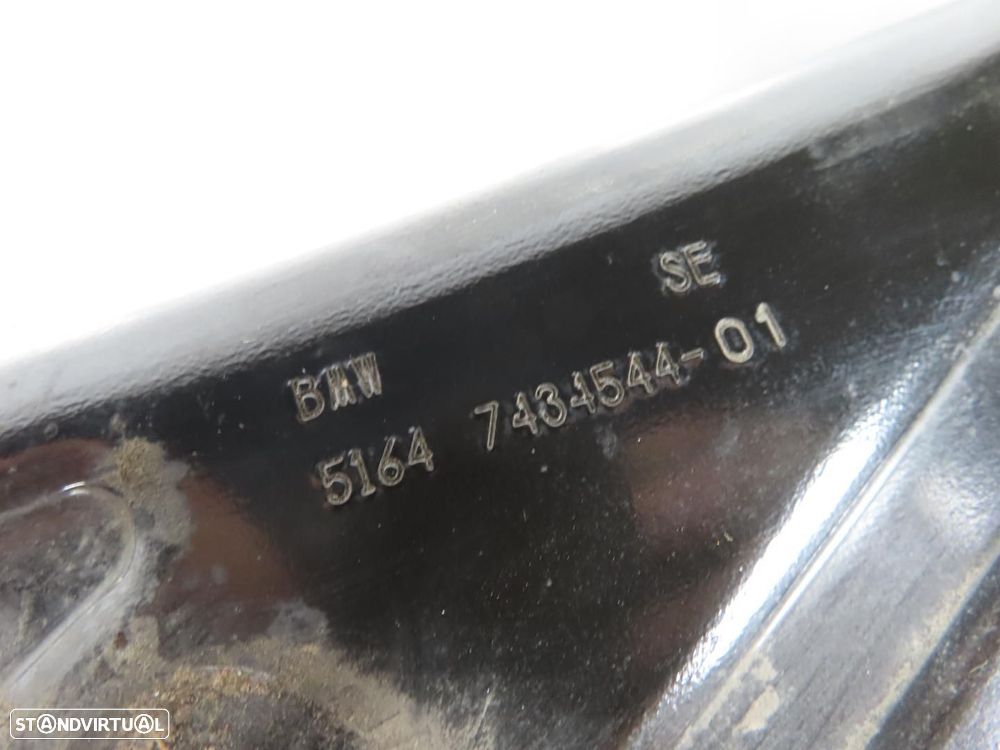 SE
BMW
5164 7434544-01
STANDVIRTUAL